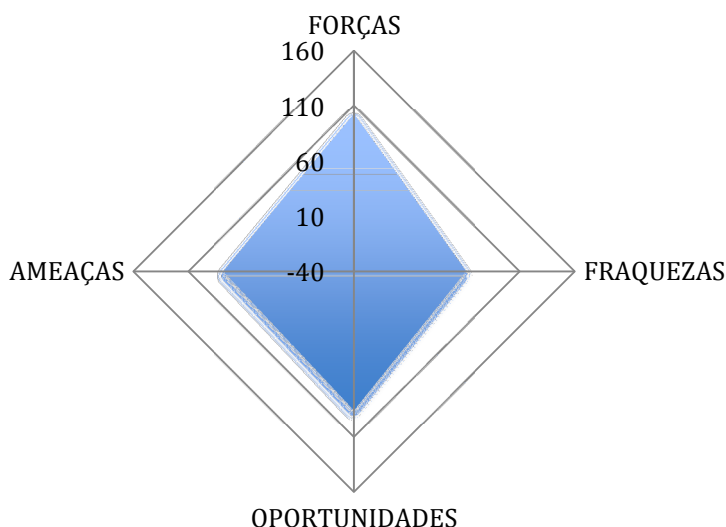 FORÇAS
160
110
60
10
AMEAÇAS
-40
FRAQUEZAS
OPORTUNIDADES